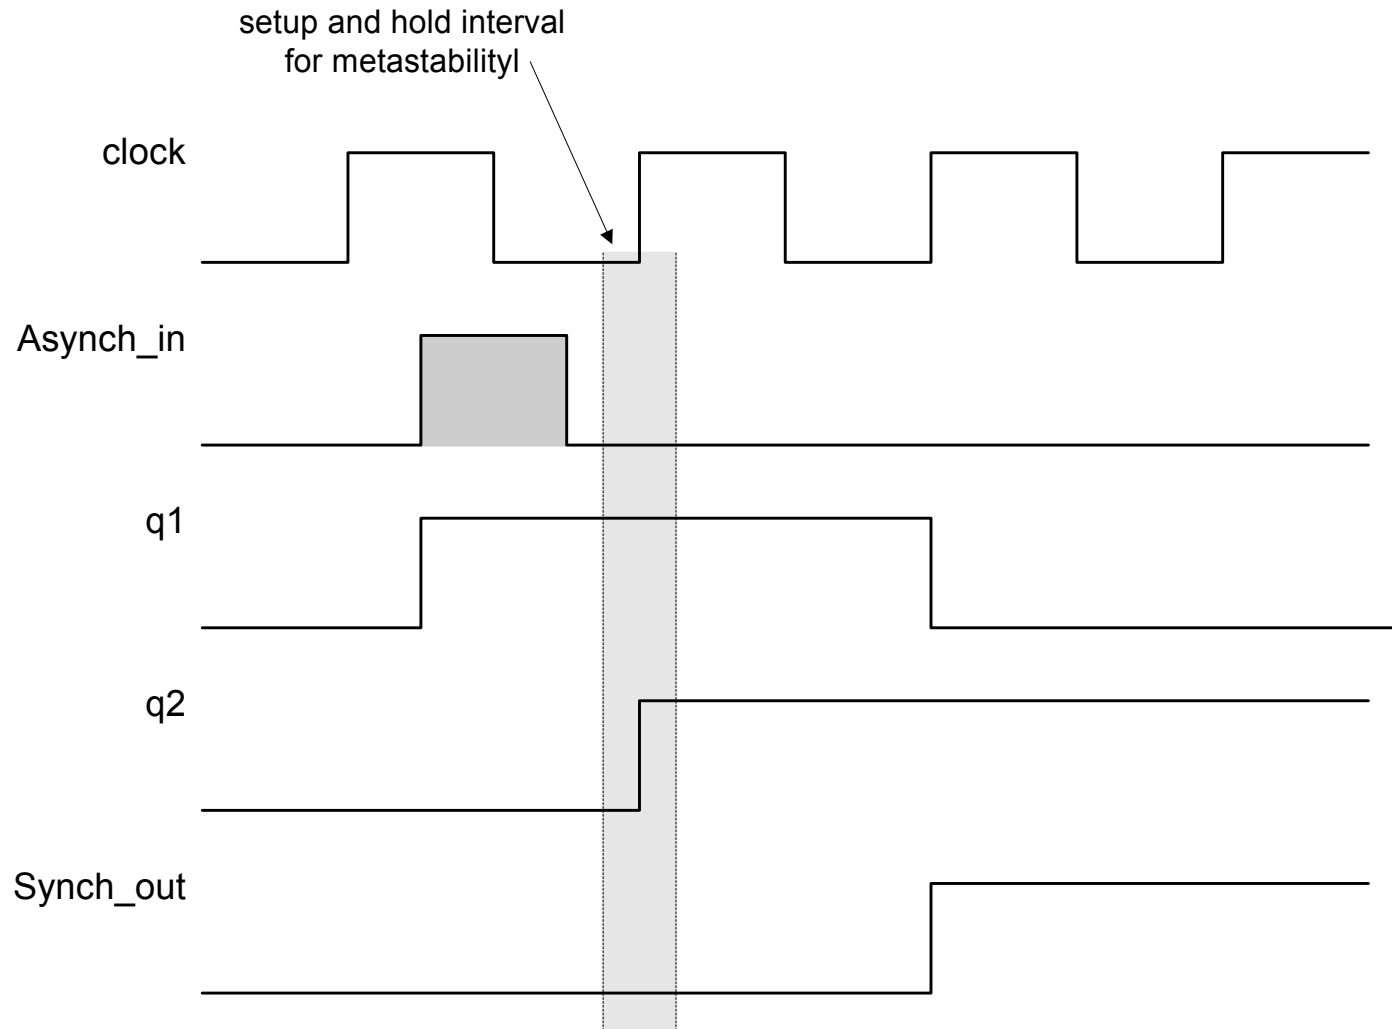 setup and hold interval
for metastabilityl
clock
Asynch_in
q1
q2
Synch_out